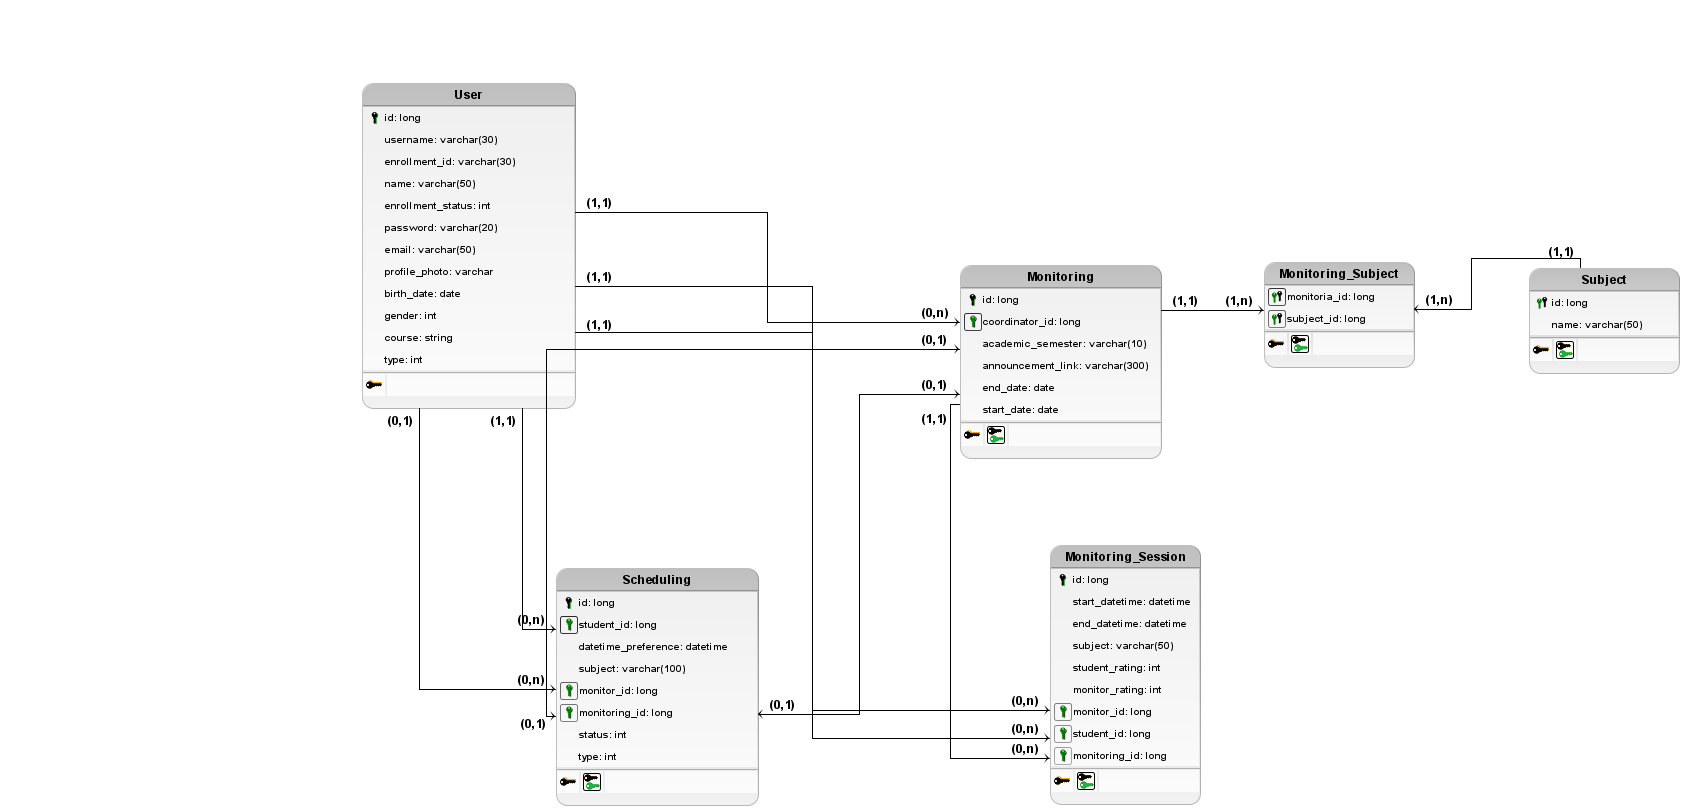 User
id: long
username: varchar(30)
enrollment_id: varchar(30)
name: varchar(50)
enrollment_status: int
password: varchar(20)
email: varchar(50)
profile_photo: varchar
birth_date: date
gender: int
course: string
type: int
(1,1)
(1,1)
(1,1)
(0,1)
(1,1)
(0,n)
(0,1)
(0,1)
(1,1)
Monitoring
id: long
coordinator_id: long
academic_semester: varchar(10)
announcement_link: varchar(300)
end_date: date
start_date: date
(1,1)
(1,n)
Monitoring_Subject
monitoria_id: long
subject_id: long
(1,n)
(1,1)
Subject
id: long
name: varchar(50)
(0,n)
(0,n)
(0,1)
Scheduling
id: long
student_id: long
datetime_preference: datetime
subject: varchar(100)
monitor_id: long
monitoring_id: long
status: int
type: int
(0,1)
(0,n)
(0,n)
(0,n)
Monitoring_Session
id: long
start_datetime: datetime
end_datetime: datetime
subject: varchar(50)
student_rating: int
monitor_rating: int
monitor_id: long
student_id: long
monitoring_id: long